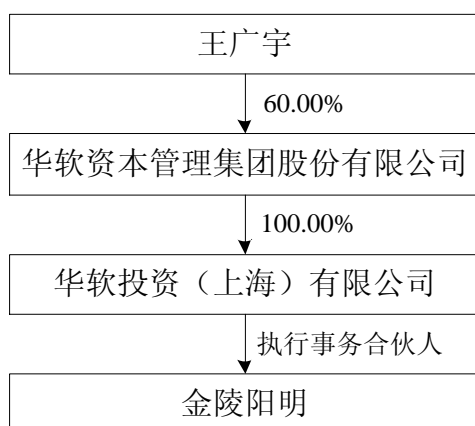 王广宇
60.00%
华软资本管理集团股份有限公司
100.00%
华软投资（上海）有限公司
执行事务合伙人
金陵阳明